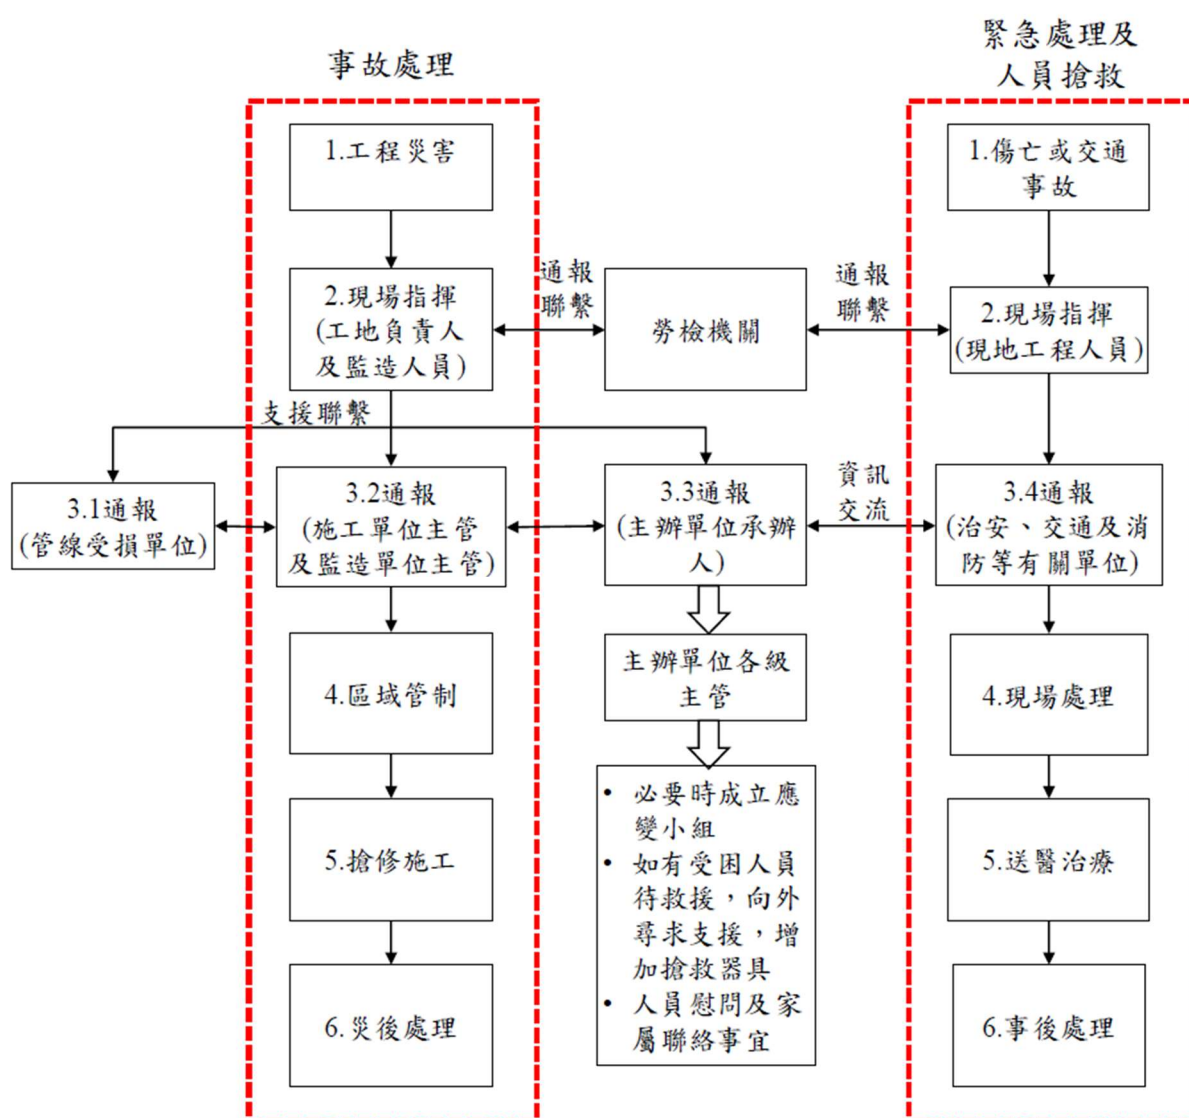 事故處理
緊急處理及
人員搶救
1.工程災害
1.傷亡或交通
事故
2.現場指揮
(工地負責人
及監造人員)
通報
聯繫
勞檢機關
通報
聯繫
2.現場指揮
(現地工程人員)
支援聯繫
3.1通報
(管線受損單位)
3.2通報
(施工單位主管
及監造單位主管)
3.3通報
(主辦單位承辦
人)
資訊
交流
3.4通報
(治安、交通及消
防等有關單位)
4.區域管制
主辦單位各級
主管
4.現場處理
5.搶修施工
• 必要時成立應
變小組
• 如有受困人員
待救援，向外
尋求支援，增
加搶救器具
• 人員慰問及家
屬聯絡事宜
5.送醫治療
6.災後處理
6.事後處理